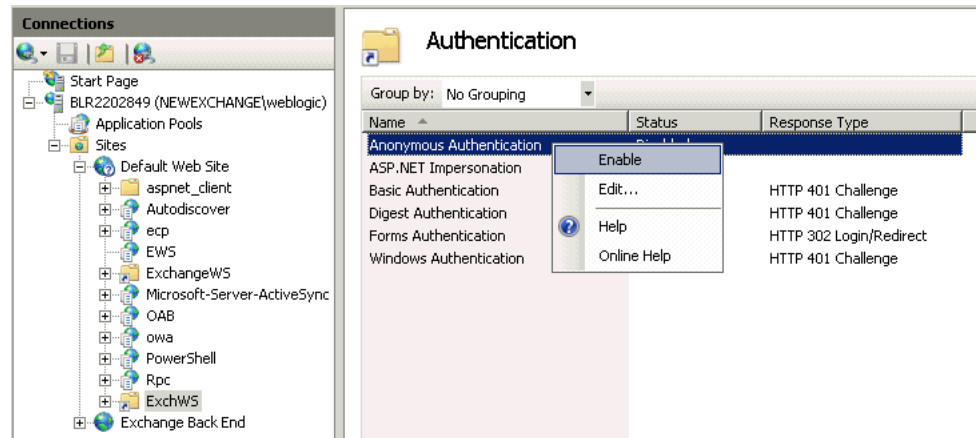 Connections
Start Page
BLR2202849 (NEWEXCHANGE\weblogic)
Application Pools
Sites
Default Web Site
aspnet_client
Autodiscover
ecp
EWS
ExchangeWS
Microsoft-Server-ActiveSync
OAB
owa
PowerShell
Rpc
ExchWS
Exchange Back End
Authentication
Group by: No Grouping
Name Status Response Type
Anonymous Authentication
ASP.NET Impersonation
Basic Authentication HTTP 401 Challenge
Digest Authentication HTTP 401 Challenge
Forms Authentication HTTP 302 Login/Redirect
Windows Authentication HTTP 401 Challenge
Enable
Edit...
Help
Online Help